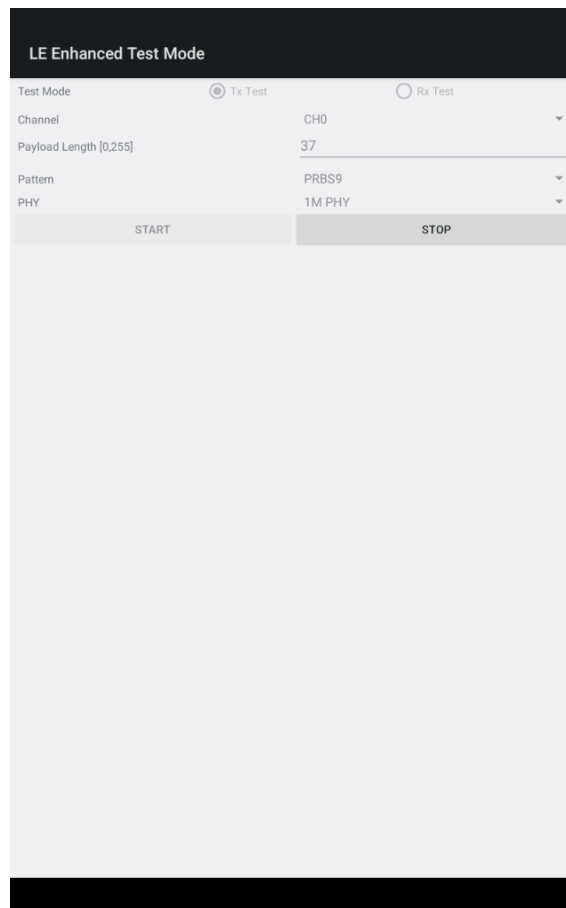 LE Enhanced Test Mode
Test Mode Tx Test Rx Test
Channel CH0
Payload Length [0,255] 37
Pattern PRBS9
PHY 1M PHY
START STOP